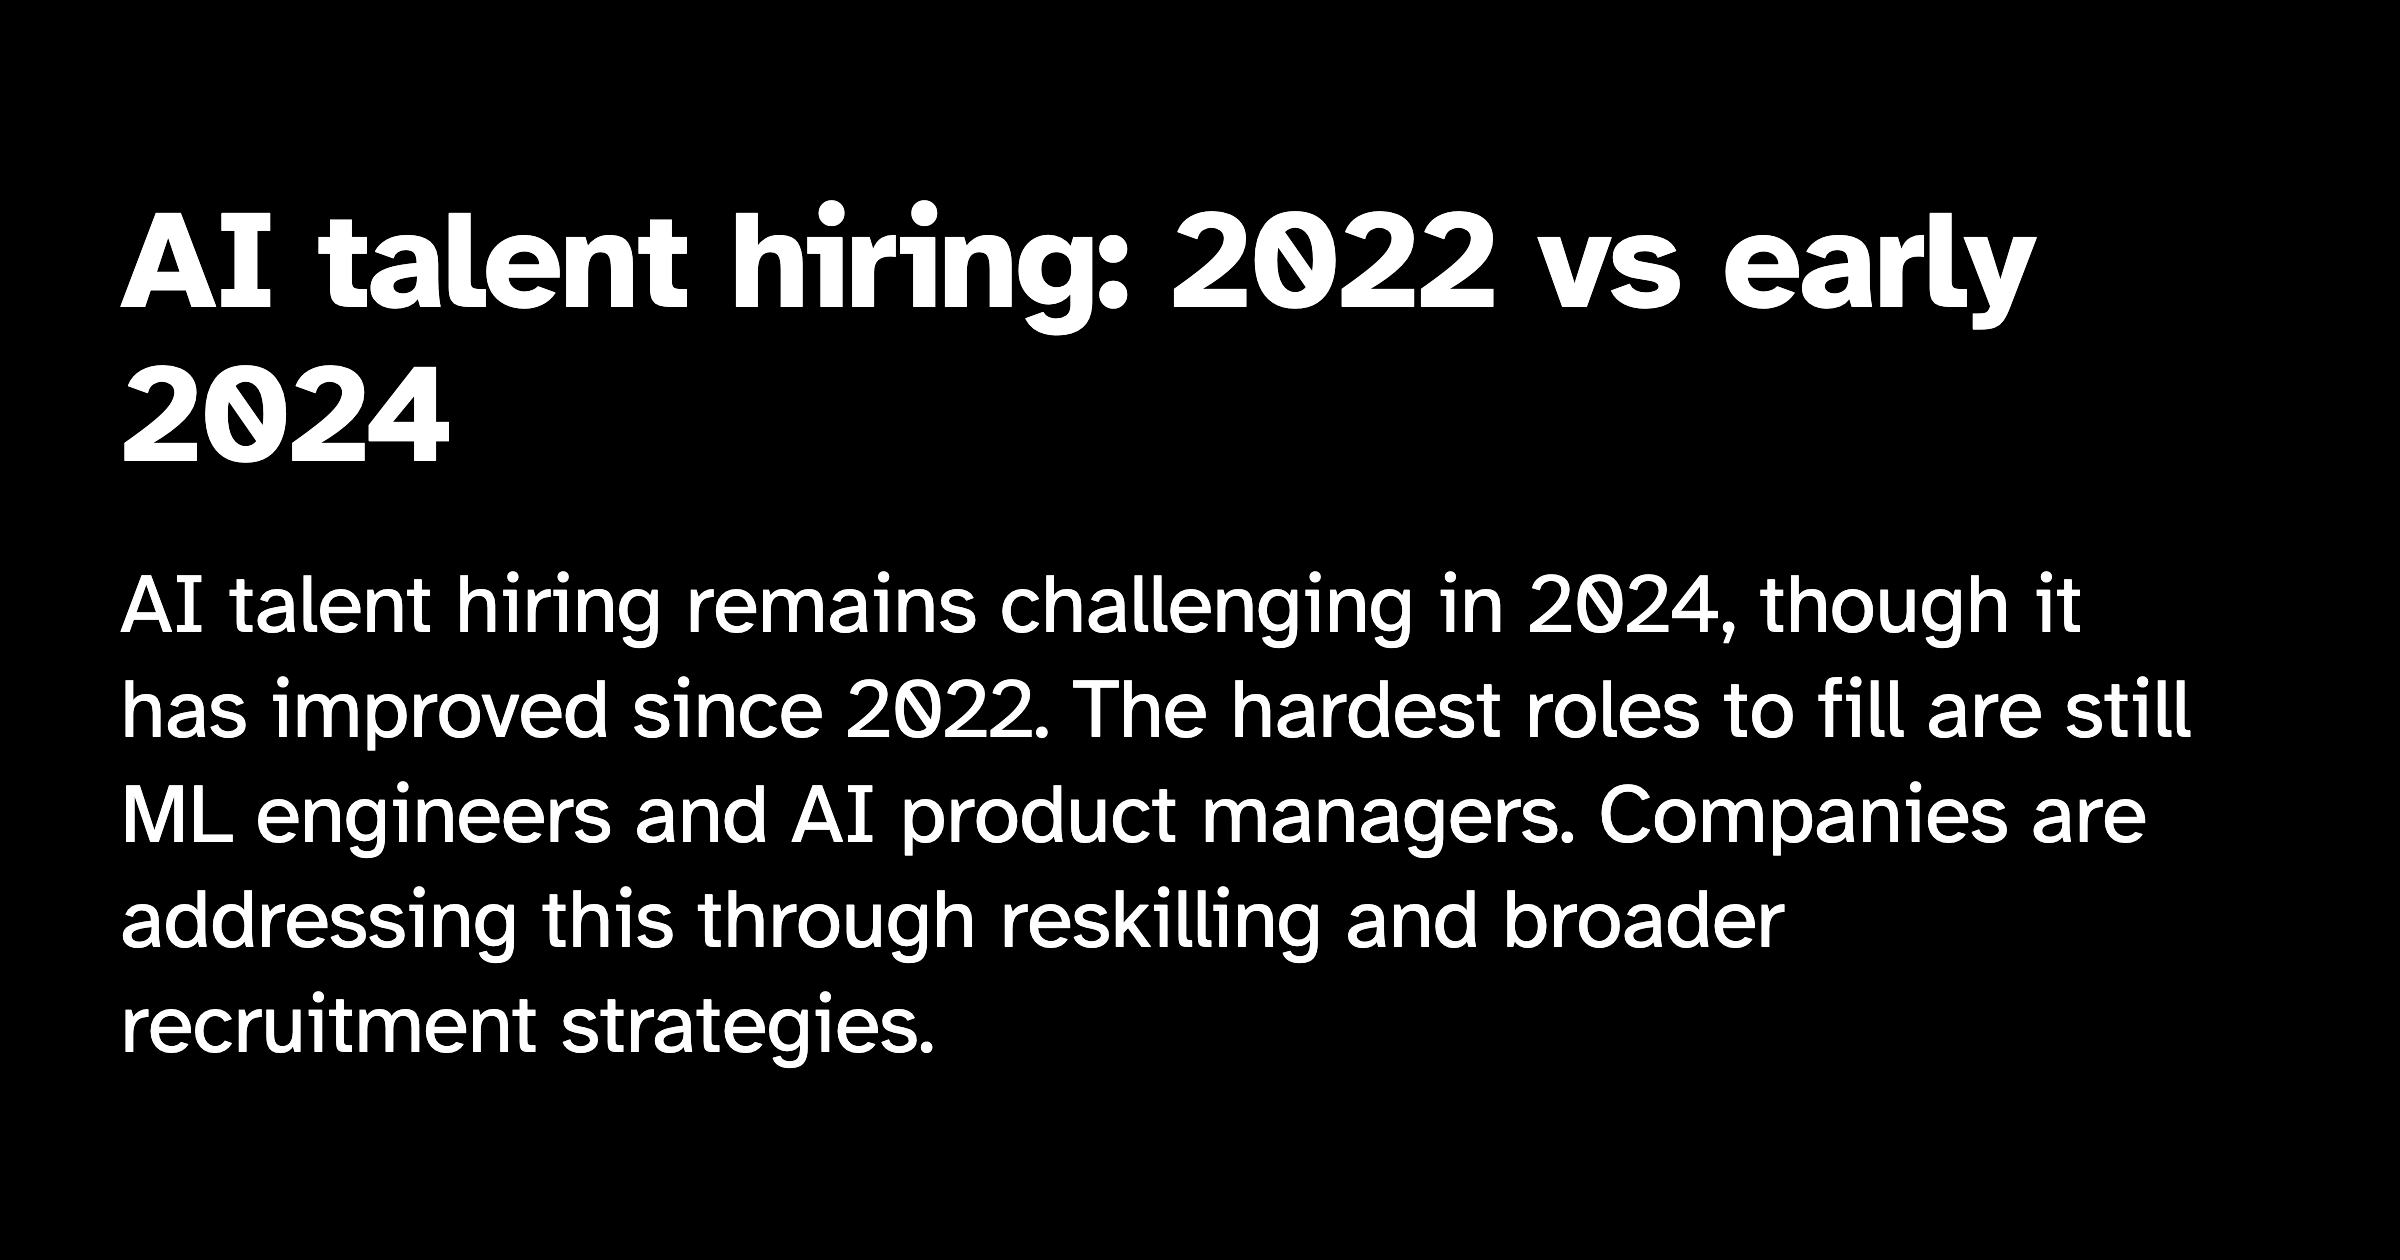 AI talent hiring: 2022 vs early
2024
AI talent hiring remains challenging in 2024, though it
has improved since 2022. The hardest roles to fill are still
ML engineers and AI product managers. Companies are
addressing this through reskilling and broader
recruitment strategies.